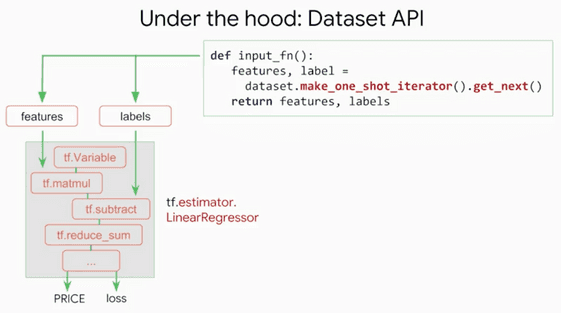 Under the hood: Dataset API
def input_fn():
features, label =
dataset.make_one_shot_iterator().get_next()
return features, labels
features
labels
tf.Variable
tf.matmul
tf.subtract
tf.reduce_sum
...
tf.estimator.
LinearRegressor
PRICE
loss